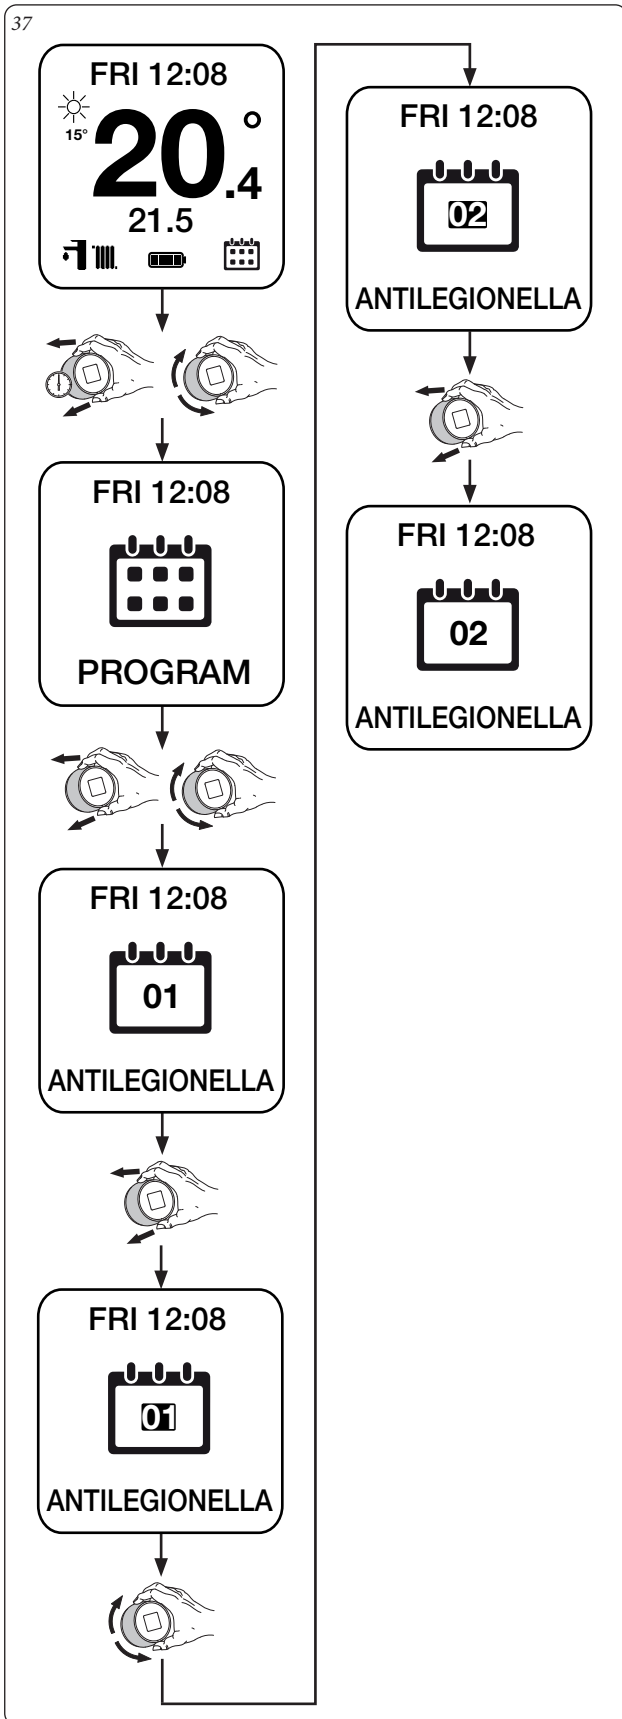 37
FRI 12:08
15°
20.4°
21.5
FRI 12:08
PROGRAM
FRI 12:08
01
ANTILEGIONELLA
FRI 12:08
01
ANTILEGIONELLA
FRI 12:08
02
ANTILEGIONELLA
FRI 12:08
02
ANTILEGIONELLA